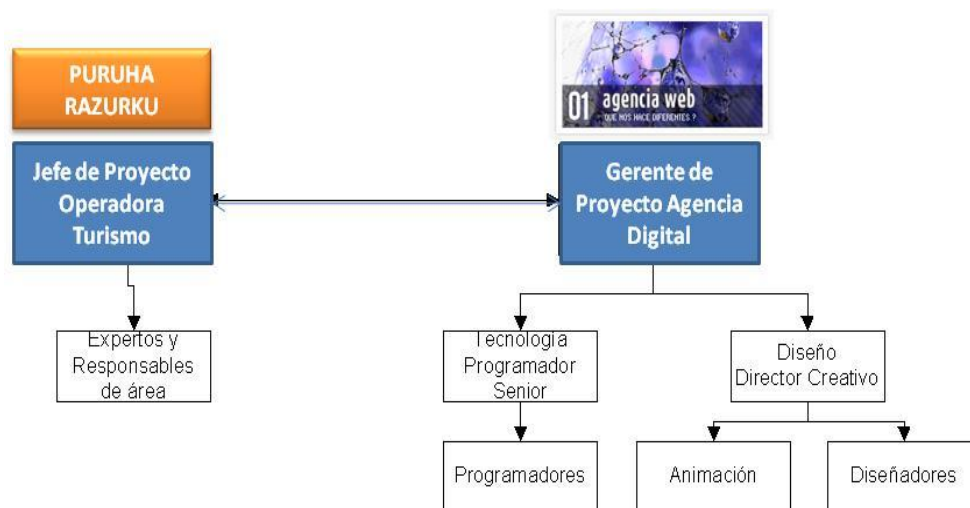 PURUHA
RAZURKU
01 agencia web
QUE NOS HACE DIFERENTES ?
Jefe de Proyecto
Operadora
Turismo
Gerente de
Proyecto Agencia
Digital
Expertos y
Responsables
de área
Tecnología
Programador
Senior
Diseño
Director Creativo
Programadores
Animación
Diseñadores